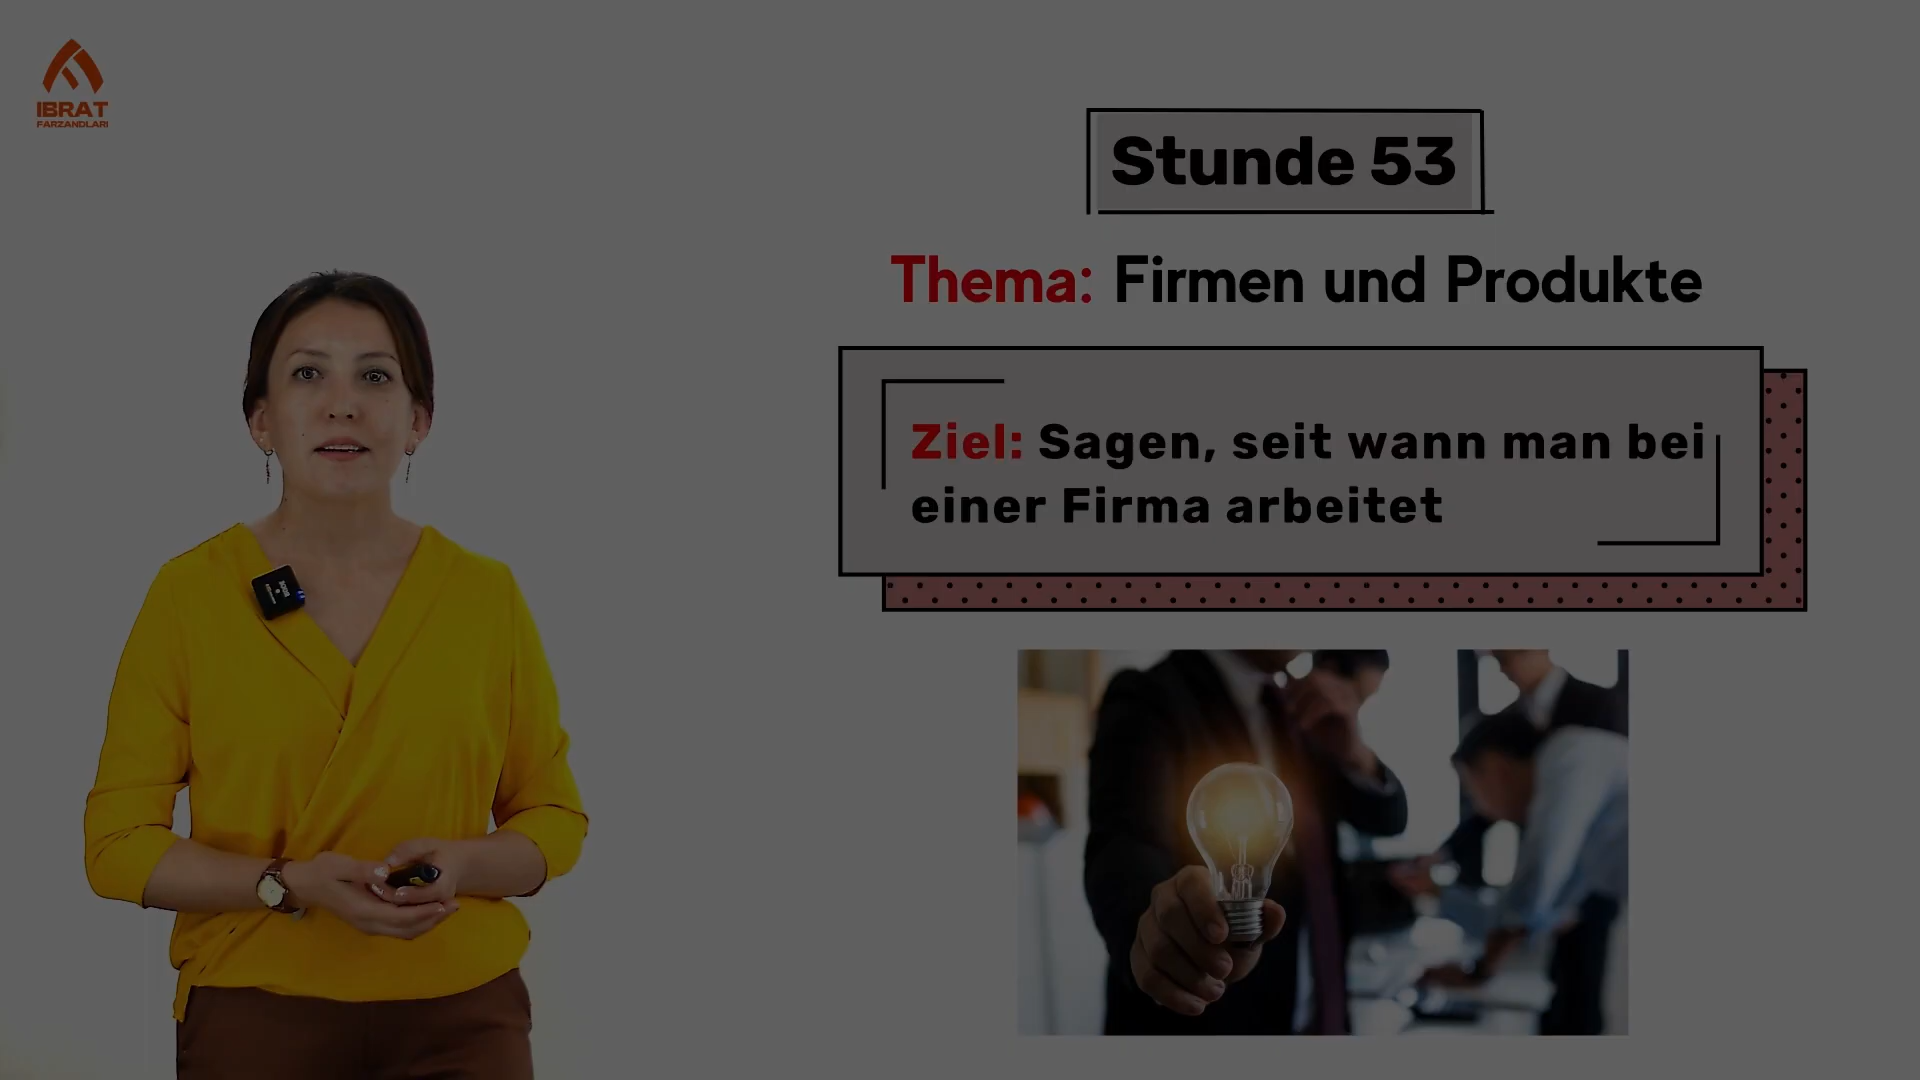 IBRAT
FARZANDLARI
Stunde 53
Thema: Firmen und Produkte
Ziel: Sagen, seit wann man bei
einer Firma arbeitet